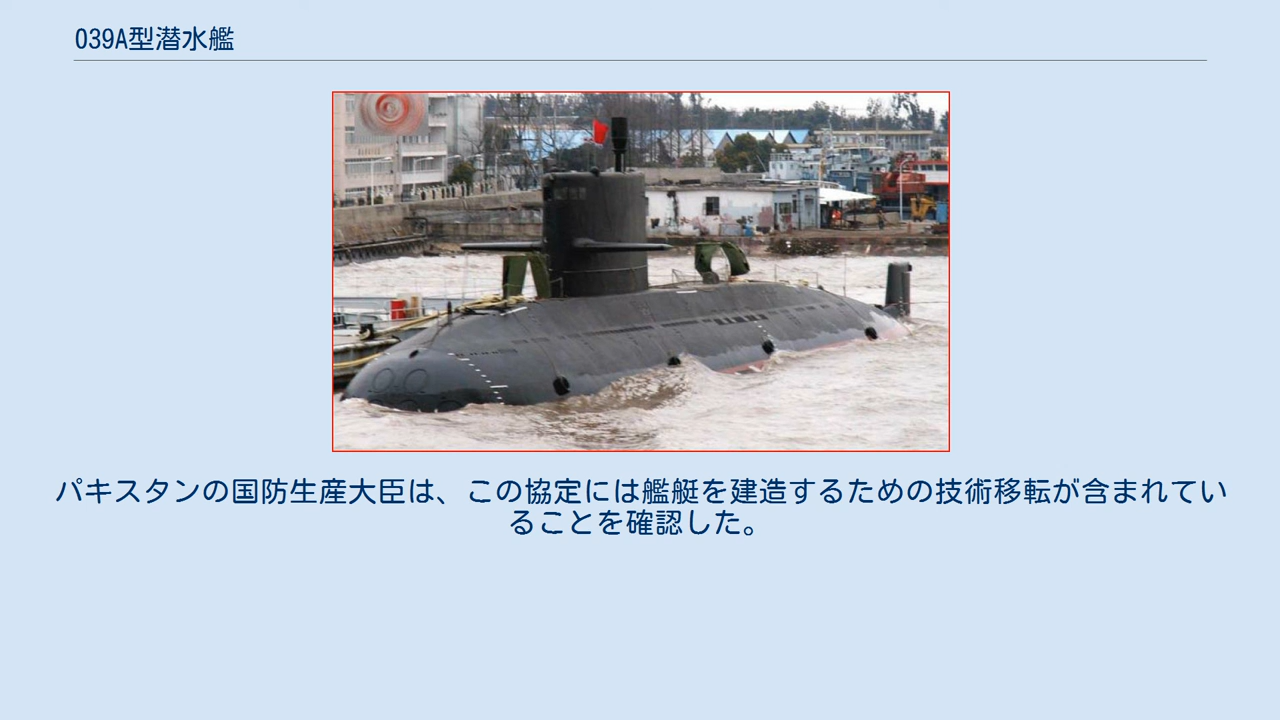 039A型潜水艦
パキスタンの国防生産大臣は、この協定には艦艇を建造するための技術移転が含まれてい
ることを確認した。